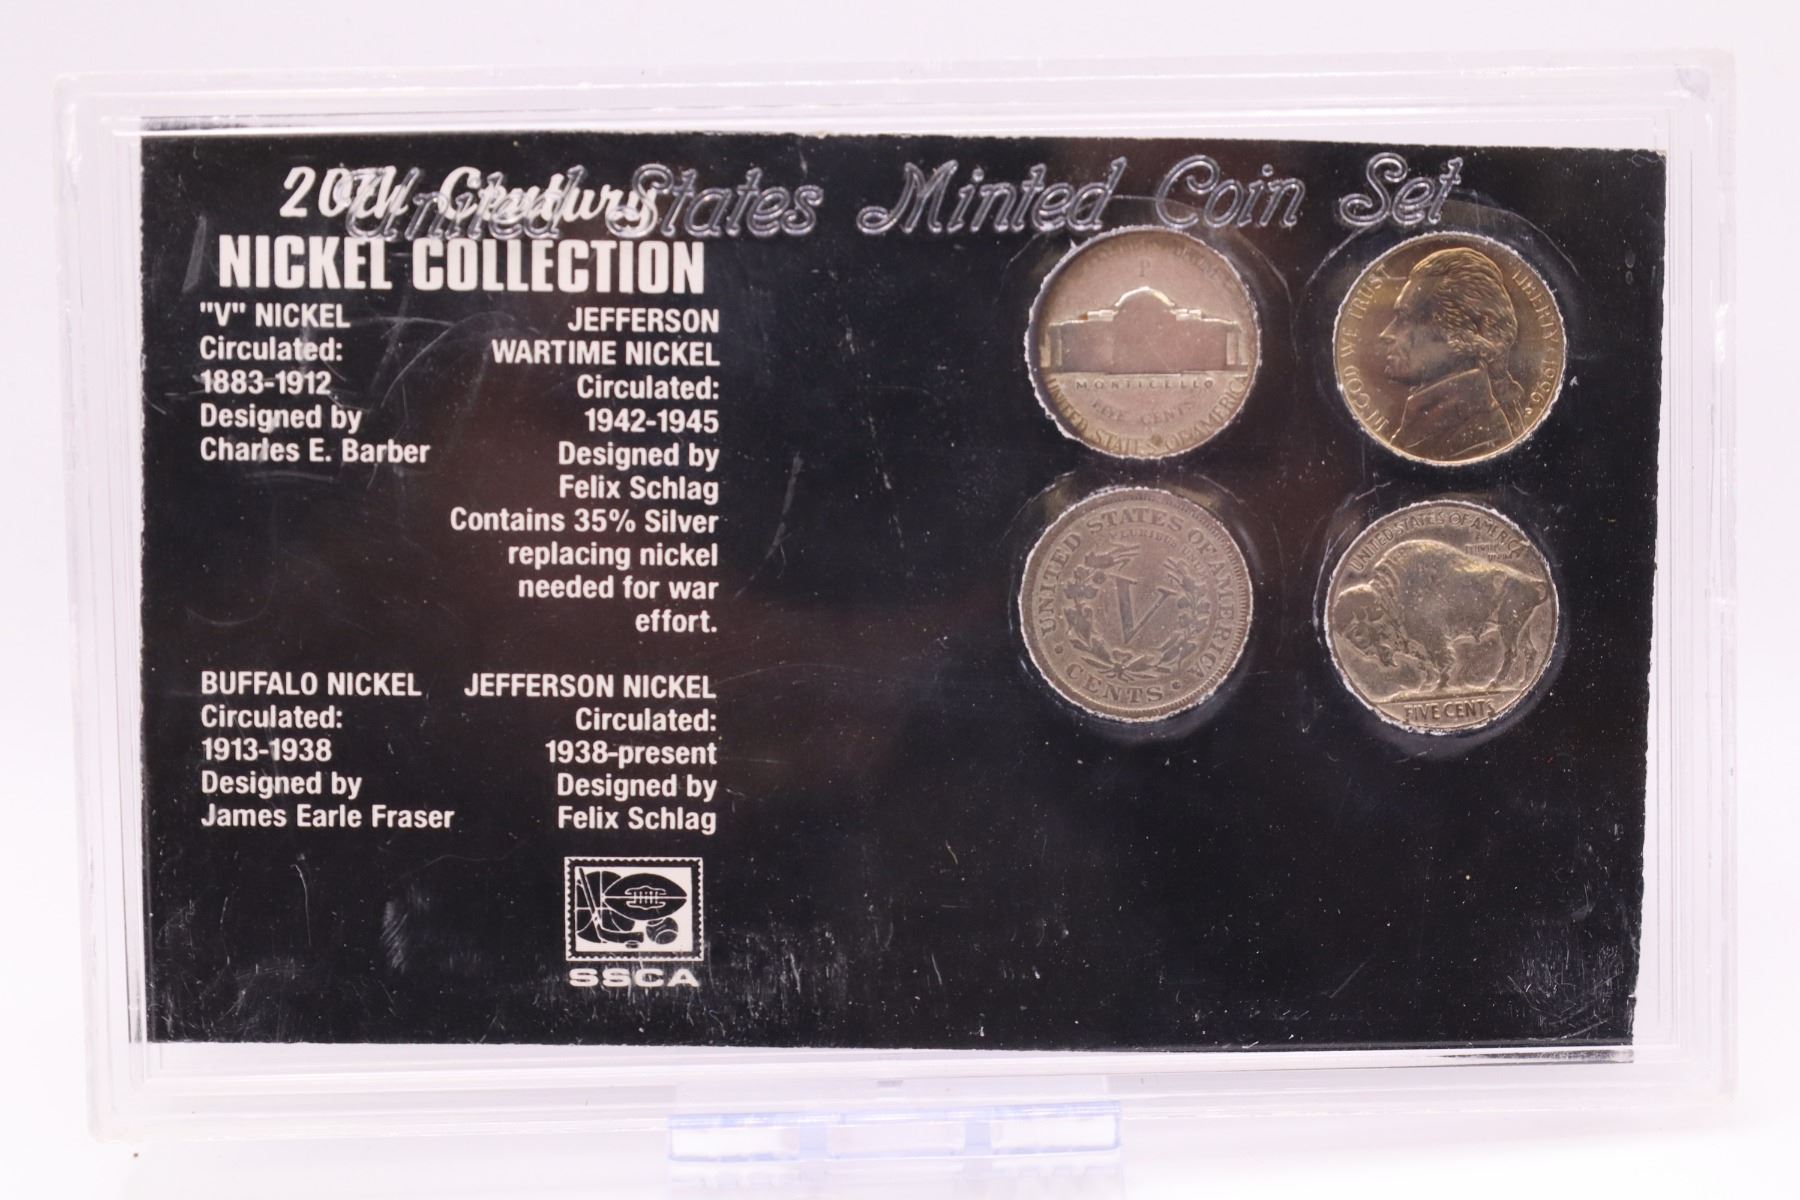 United States Minted Coin Set
20th Century
NICKEL COLLECTION
"V" NICKEL
Circulated:
1883-1912
Designed by
Charles E. Barber
JEFFERSON
WARTIME NICKEL
Circulated:
1942-1945
Designed by
Felix Schlag
Contains 35% Silver
replacing nickel
needed for war
effort.
BUFFALO NICKEL
Circulated:
1913-1938
Designed by
James Earle Fraser
JEFFERSON NICKEL
Circulated:
1938-present
Designed by
Felix Schlag
SSCA
P
MONTICELLO
FIVE CENTS
UNITED STATES OF AMERICA
IN GOD WE TRUST
LIBERTY 1996
UNITED STATES OF AMERICA
E PLURIBUS UNUM
V
CENTS
UNITED STATES OF AMERICA
E PLURIBUS UNUM
FIVE CENTS